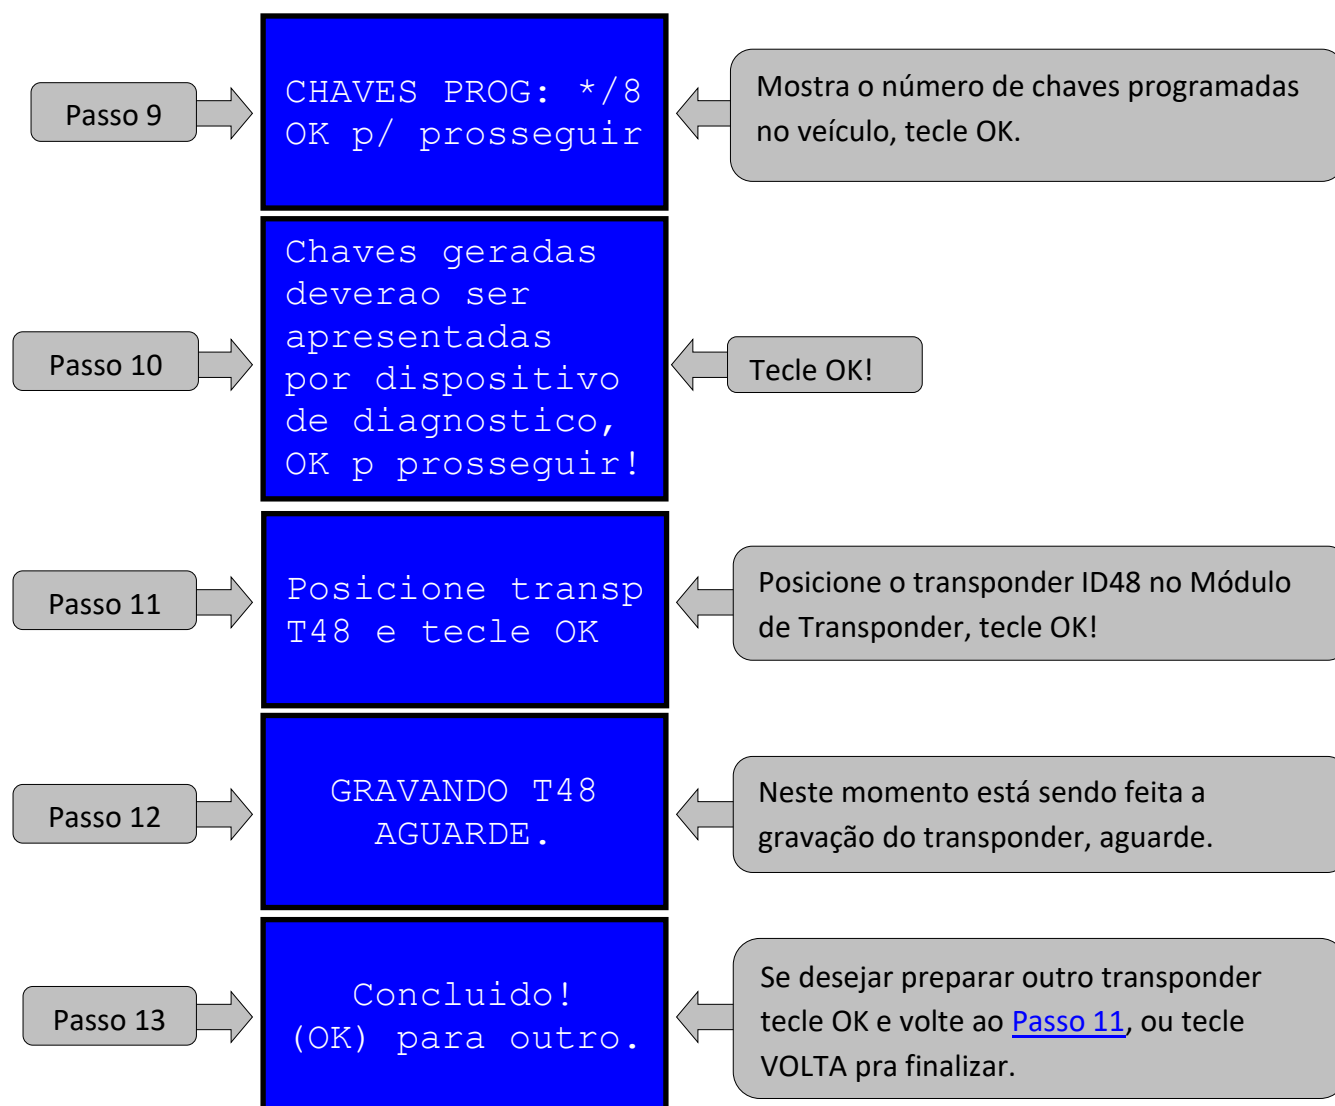 Passo 9
CHAVES PROG: */8
OK p/ prosseguir
Mostra o número de chaves programadas
no veículo, tecle OK.
Passo 10
Chaves geradas
deverao ser
apresentadas
por dispositivo
de diagnostico,
OK p prosseguir!
Tecle OK!
Passo 11
Posicione transp
T48 e tecle OK
Posicione o transponder ID48 no Módulo
de Transponder, tecle OK!
Passo 12
GRAVANDO T48
AGUARDE.
Neste momento está sendo feita a
gravação do transponder, aguarde.
Passo 13
Concluido!
(OK) para outro.
Se desejar preparar outro transponder
tecle OK e volte ao Passo 11, ou tecle
VOLTA pra finalizar.